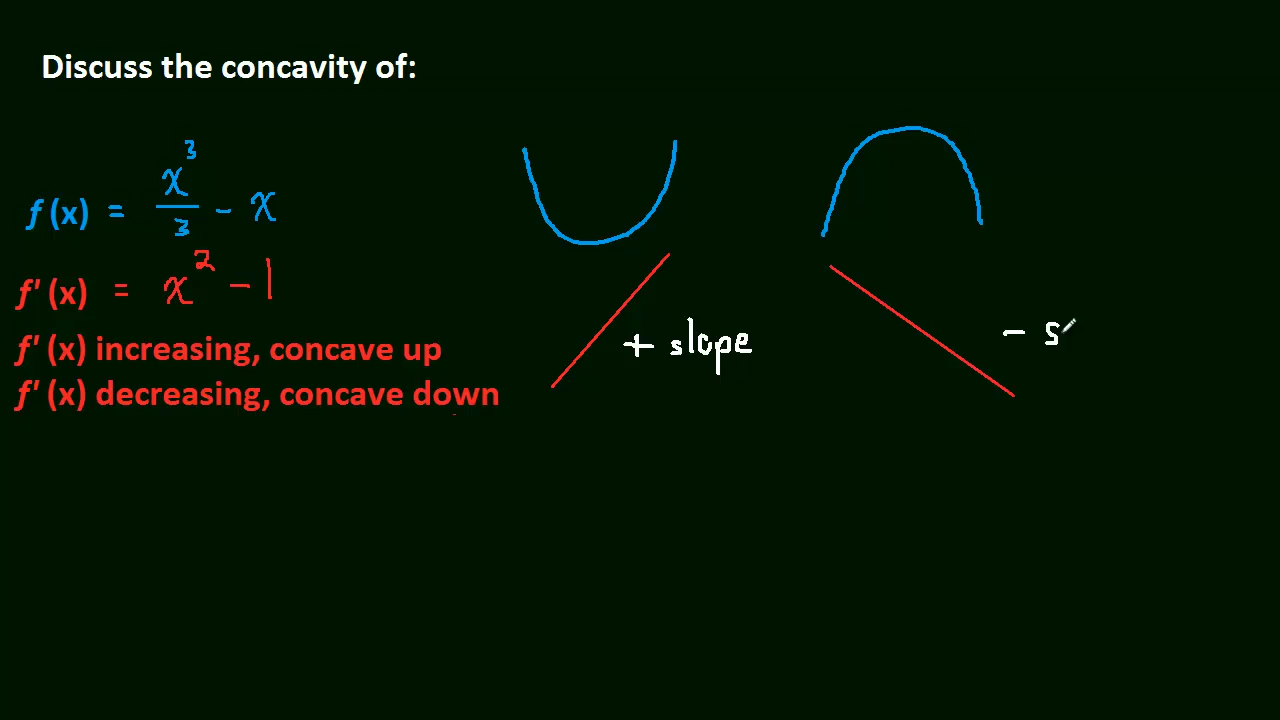 Discuss the concavity of:
f (x) = x³/3 - x
f' (x) = x² - 1
f' (x) increasing, concave up
f' (x) decreasing, concave down
+ slope
- s